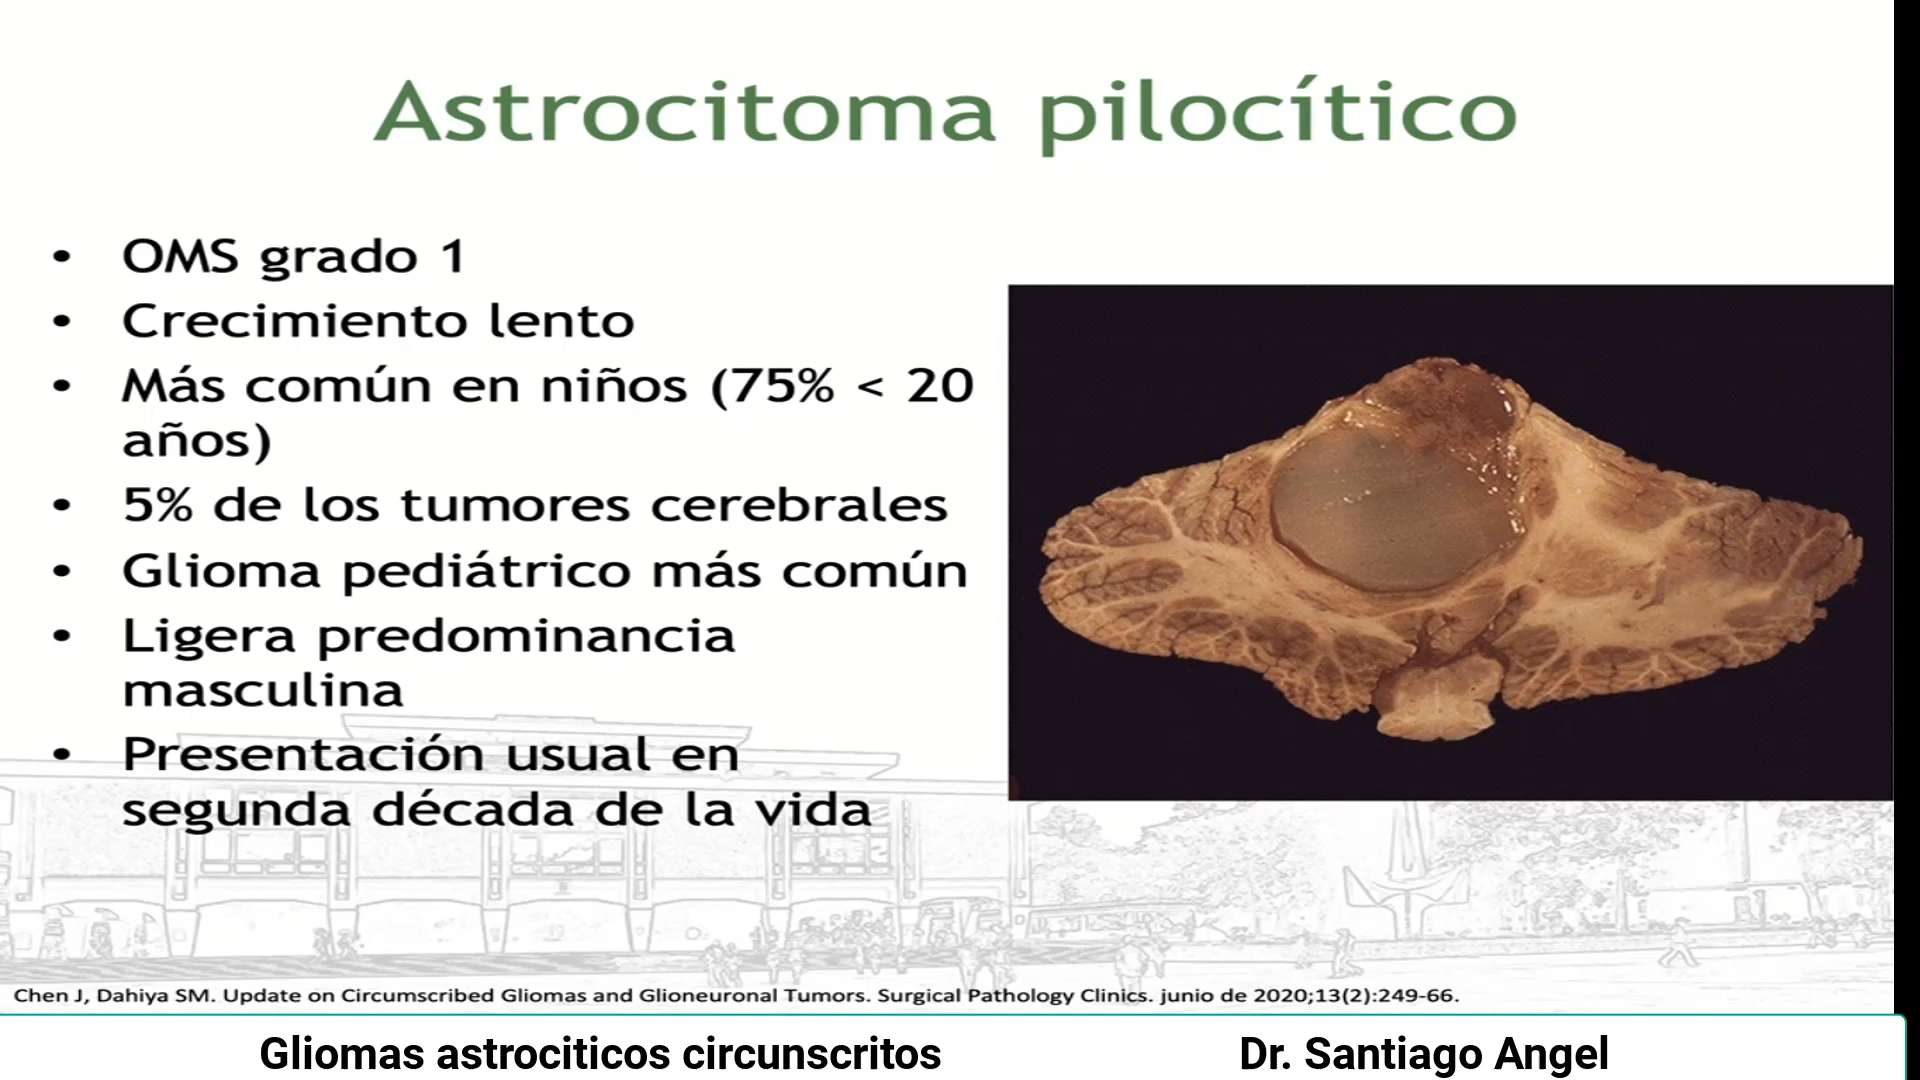 Astrocitoma pilocítico
• OMS grado 1
• Crecimiento lento
• Más común en niños (75% < 20
años)
• 5% de los tumores cerebrales
• Glioma pediátrico más común
• Ligera predominancia
masculina
• Presentación usual en
segunda década de la vida
Chen J, Dahiya SM. Update on Circumscribed Gliomas and Glioneuronal Tumors. Surgical Pathology Clinics. junio de 2020;13(2):249-66.
Gliomas astrociticos circunscritos
Dr. Santiago Angel